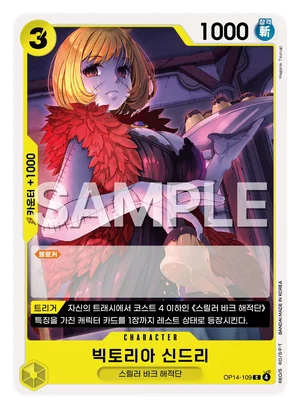 3
1000
참격
斬
카운터 +1000
SAMPLE
블로커
트리거 자신의 트래시에서 코스트 4 이하인 《스릴러 바크 해적단》
특징을 가진 캐릭터 카드를 1장까지 레스트 상태로 등장시킨다.
CHARACTER
빅토리아 신드리
스릴러 바크 해적단
OP14-109 C
BANDAI MADE IN KOREA